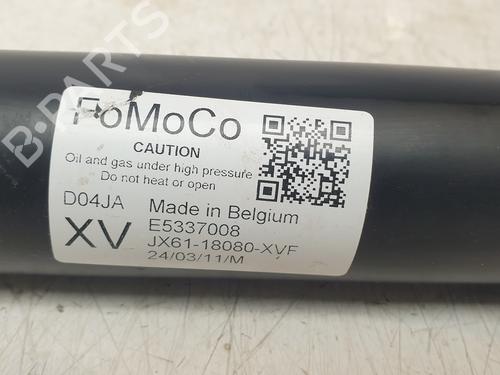 B-PARTS
FoMoCo
CAUTION
Oil and gas under high pressure
Do not heat or open
D04JA
Made in Belgium
XV
E5337008
JX61-18080-XVF
24/03/11/M